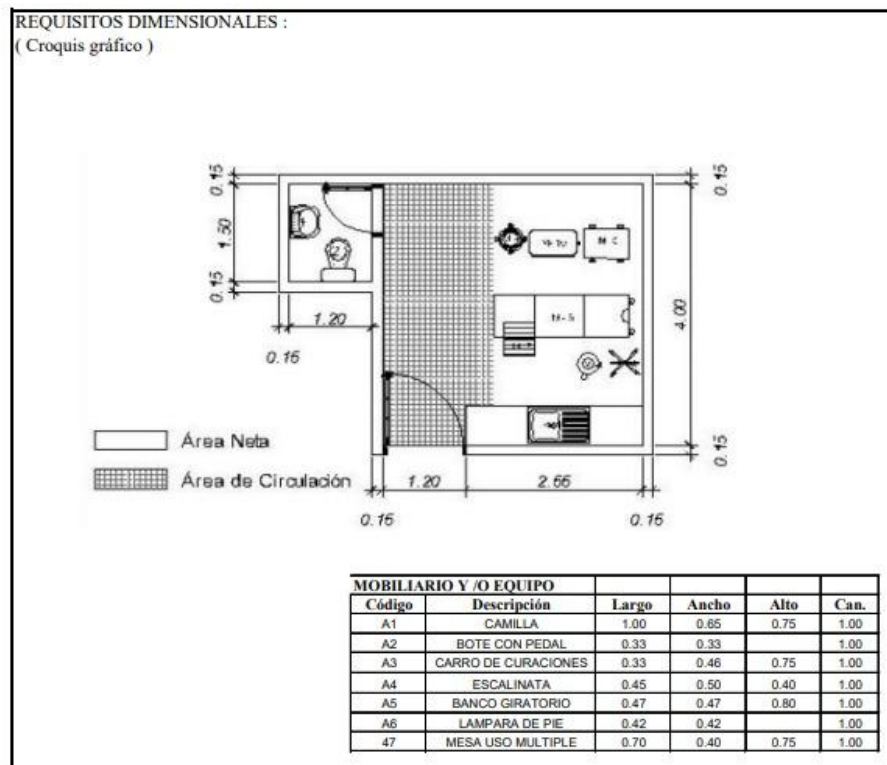 REQUISITOS DIMENSIONALES :
( Croquis gráfico )
0.15
0.15
1.50
4.00
0.15
1.20
0.15
0.15
Área Neta
Área de Circulación
1.20
2.55
0.15
0.15
MOBILIARIO Y /O EQUIPO
Código Descripción Largo Ancho Alto Can.
A1 CAMILLA 1.00 0.65 0.75 1.00
A2 BOTE CON PEDAL 0.33 0.33 1.00
A3 CARRO DE CURACIONES 0.33 0.46 0.75 1.00
A4 ESCALINATA 0.45 0.50 0.40 1.00
A5 BANCO GIRATORIO 0.47 0.47 0.80 1.00
A6 LAMPARA DE PIE 0.42 0.42 1.00
47 MESA USO MULTIPLE 0.70 0.40 0.75 1.00